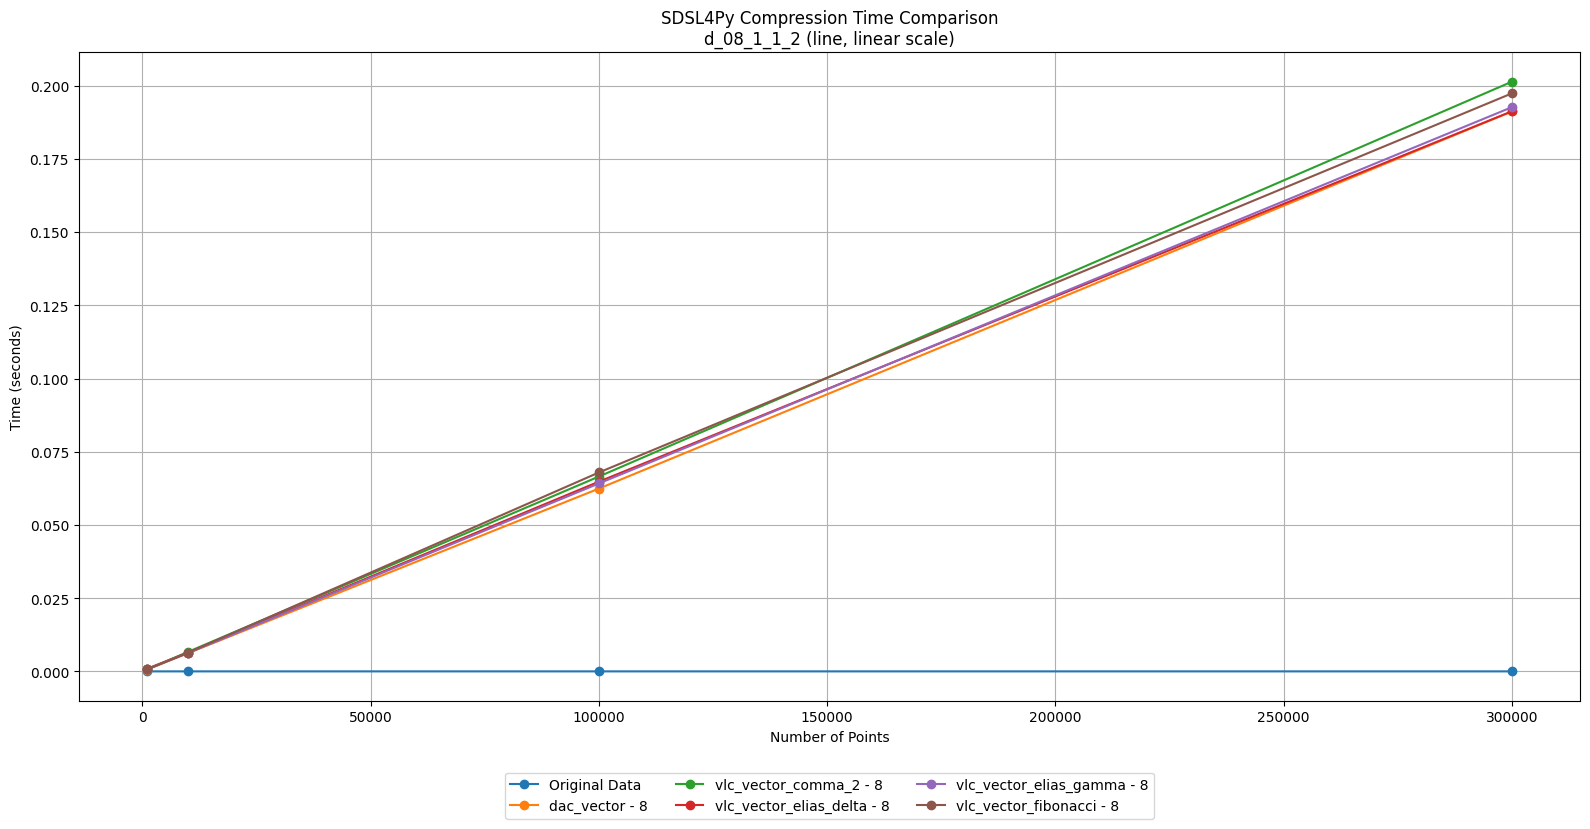 SDSL4Py Compression Time Comparison
d_08_1_1_2 (line, linear scale)
0.200
0.175
0.150
0.125
0.100
0.075
0.050
0.025
0.000
Time (seconds)
0 50000 100000 150000 200000 250000 300000
Number of Points
Original Data vlc_vector_comma_2 - 8 vlc_vector_elias_gamma - 8
dac_vector - 8 vlc_vector_elias_delta - 8 vlc_vector_fibonacci - 8